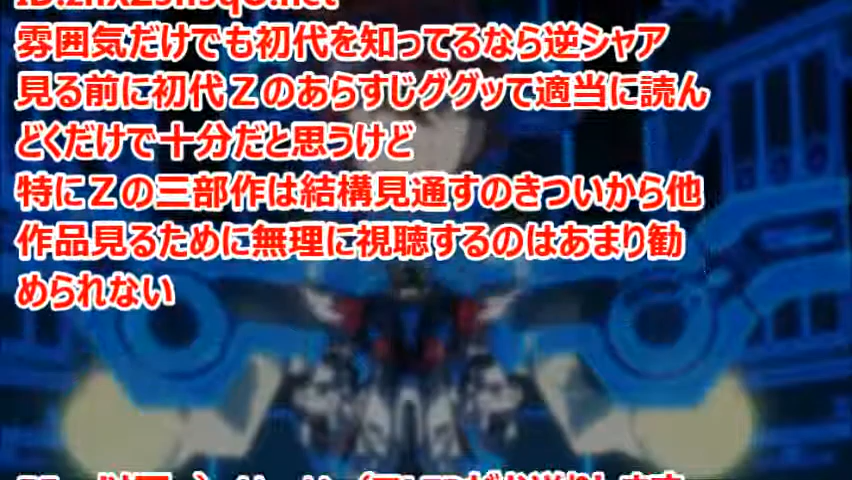 雰囲気だけでも初代を知ってるなら逆シャア
見る前に初代Ｚのあらすじググッて適当に読ん
どくだけで十分だと思うけど
特にＺの三部作は結構見通すのきついから他
作品見るために無理に視聴するのはあまり勧
められない